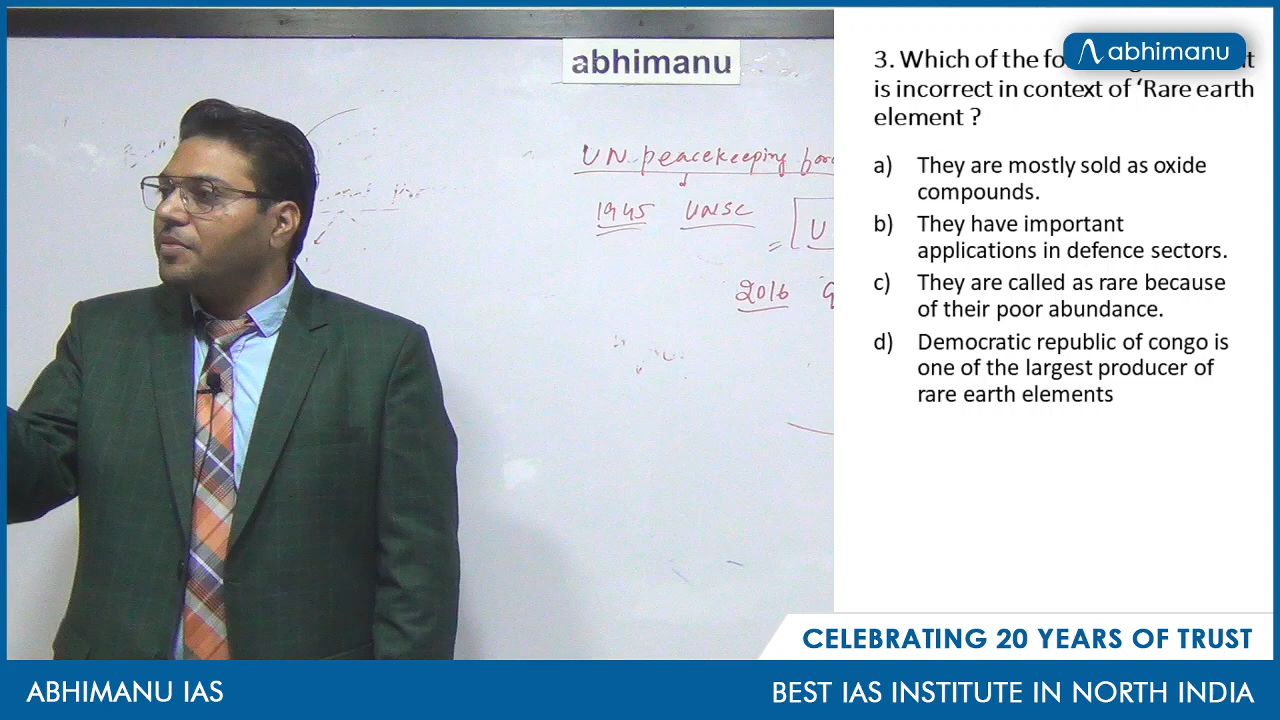 abhimanu
UN peacekeeping
1945 UNSC
= U
2016
abhimanu
3. Which of the
is incorrect in context of ‘Rare earth
element ?
a) They are mostly sold as oxide
compounds.
b) They have important
applications in defence sectors.
c) They are called as rare because
of their poor abundance.
d) Democratic republic of congo is
one of the largest producer of
rare earth elements
CELEBRATING 20 YEARS OF TRUST
ABHIMANU IAS
BEST IAS INSTITUTE IN NORTH INDIA